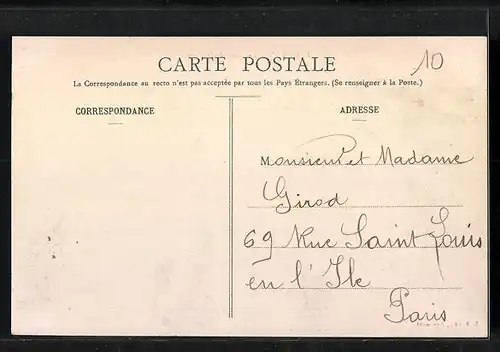 10
CARTE POSTALE
La Correspondance au recto n'est pas acceptée par tous les Pays Étrangers. (Se renseigner à la Poste.)
CORRESPONDANCE
ADRESSE
Monsieur et Madame
Girod
69 Rue Saint Louis
en l' Ile
Paris